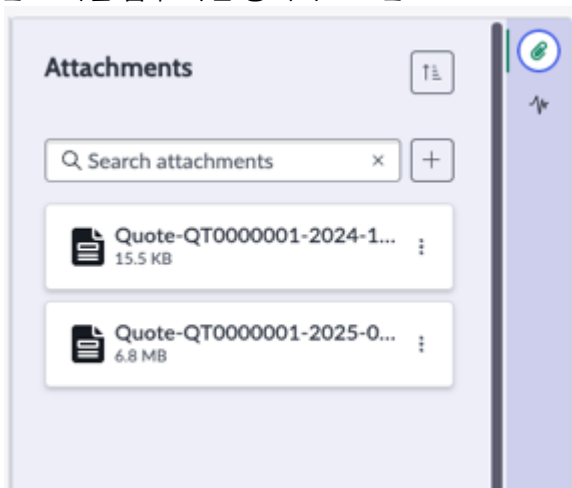 Attachments
Search attachments
Quote-QT0000001-2024-1...
15.5 KB
Quote-QT0000001-2025-0...
6.8 MB